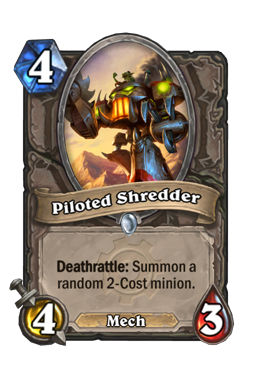 4
Piloted Shredder
Deathrattle: Summon a
random 2-Cost minion.
4
Mech
3